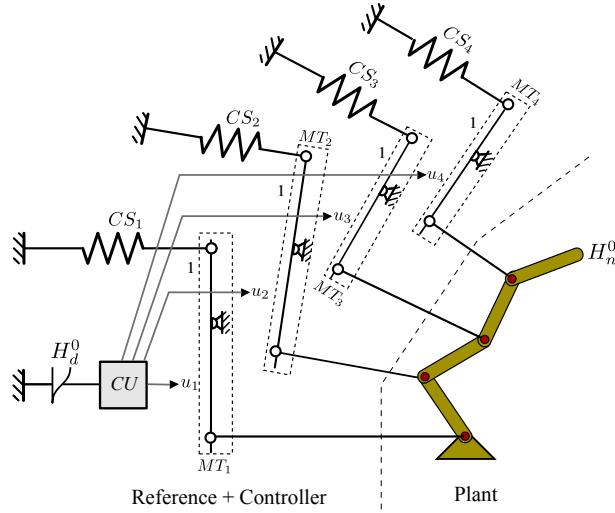 CS₄
MT₄
CS₃
1
CS₂
MT₂
1
u₄
1
u₃
CS₁
1
H⁰ₙ
MT₃
u₂
H⁰_d
CU
u₁
MT₁
Reference + Controller
Plant